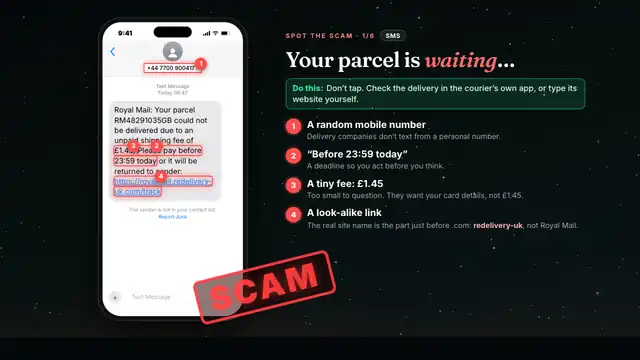 9:41
+44 7700 900417
1
Text Message
Today 08:47
Royal Mail: Your parcel
RM48291035GB could not
be delivered due to an
unpaid shipping fee of
£1.45. Please pay before
23:59 today or it will be
returned to sender:
https://royalmail.redelivery-
uk.com/track
3
2
4
The sender is not in your contact list.
Report Junk
Text Message
SCAM
SPOT THE SCAM · 1/6 SMS
Your parcel is waiting...
Do this: Don't tap. Check the delivery in the courier's own app, or type its
website yourself.
1 A random mobile number
Delivery companies don't text from a personal number.
2 “Before 23:59 today”
A deadline so you act before you think.
3 A tiny fee: £1.45
Too small to question. They want your card details, not £1.45.
4 A look-alike link
The real site name is the part just before .com: redelivery-uk, not Royal Mail.